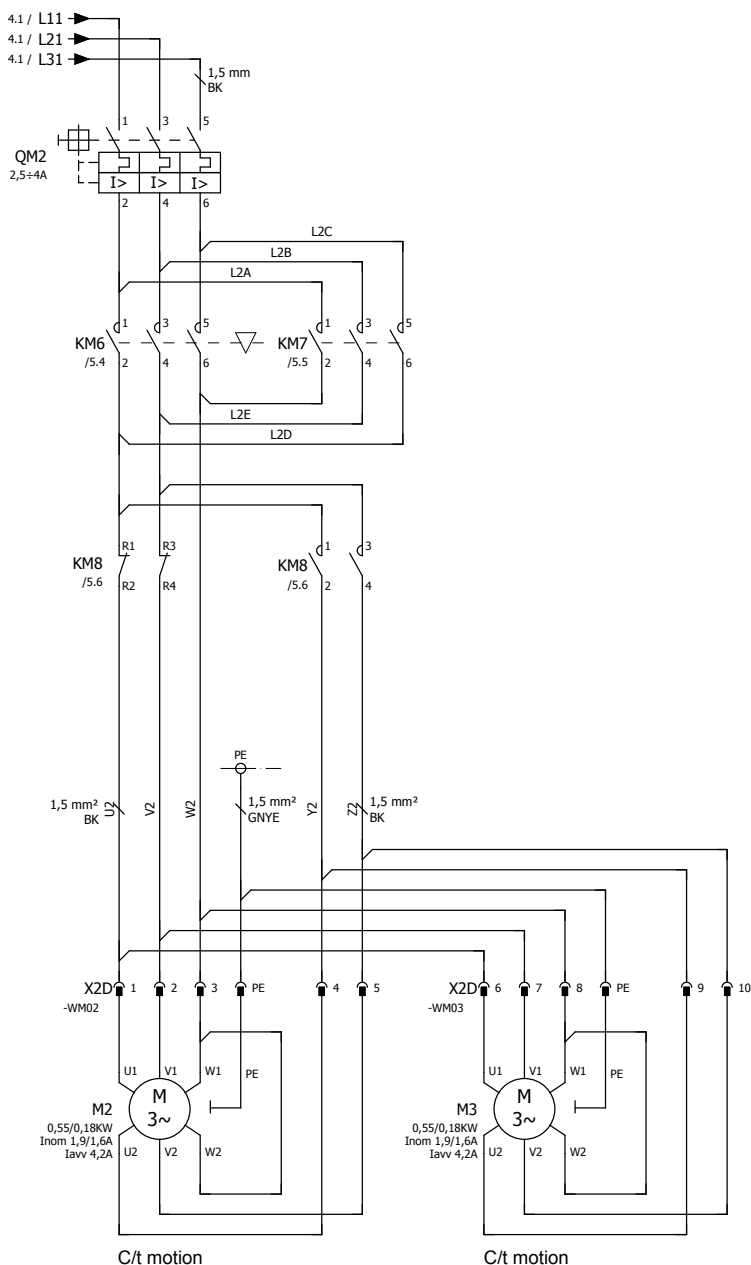 4.1 / L11
4.1 / L21
4.1 / L31
1,5 mm
BK
1 3 5
QM2
2,5÷4A
I> I> I>
2 4 6
L2C
L2B
L2A
1 3 5 1 3 5
KM6 KM7
/5.4 /5.5
2 4 6 2 4 6
L2E
L2D
R1 R3 1 3
KM8 KM8
/5.6 /5.6
R2 R4 2 4
PE
1,5 mm²
BK
U2 V2 W2
1,5 mm²
GNYE
Y2 Z2
1,5 mm²
BK
X2D 1 2 3 PE 4 5 X2D 6 7 8 PE 9 10
-WM02 -WM03
U1 V1 W1 PE U1 V1 W1 PE
M2
0,55/0,18KW
Inom 1,9/1,6A
Iavv 4,2A
M
3~
U2 V2 W2
M3
0,55/0,18KW
Inom 1,9/1,6A
Iavv 4,2A
M
3~
U2 V2 W2
C/t motion C/t motion